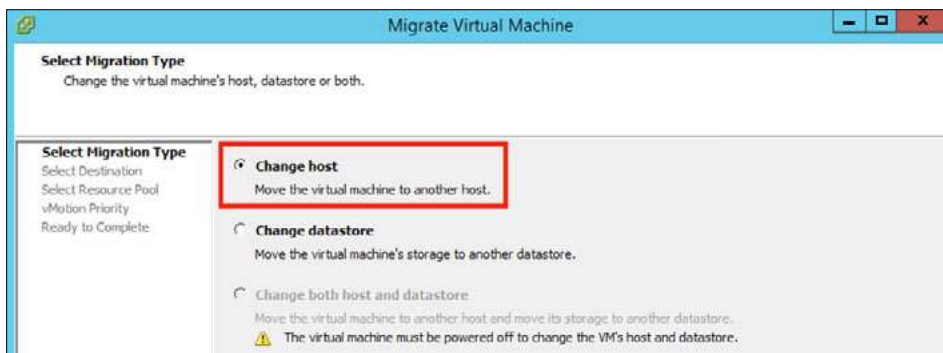 Migrate Virtual Machine
Select Migration Type
Change the virtual machine's host, datastore or both.
Select Migration Type
Select Destination
Select Resource Pool
vMotion Priority
Ready to Complete
Change host
Move the virtual machine to another host.
Change datastore
Move the virtual machine's storage to another datastore.
Change both host and datastore
Move the virtual machine to another host and move its storage to another datastore.
The virtual machine must be powered off to change the VM's host and datastore.